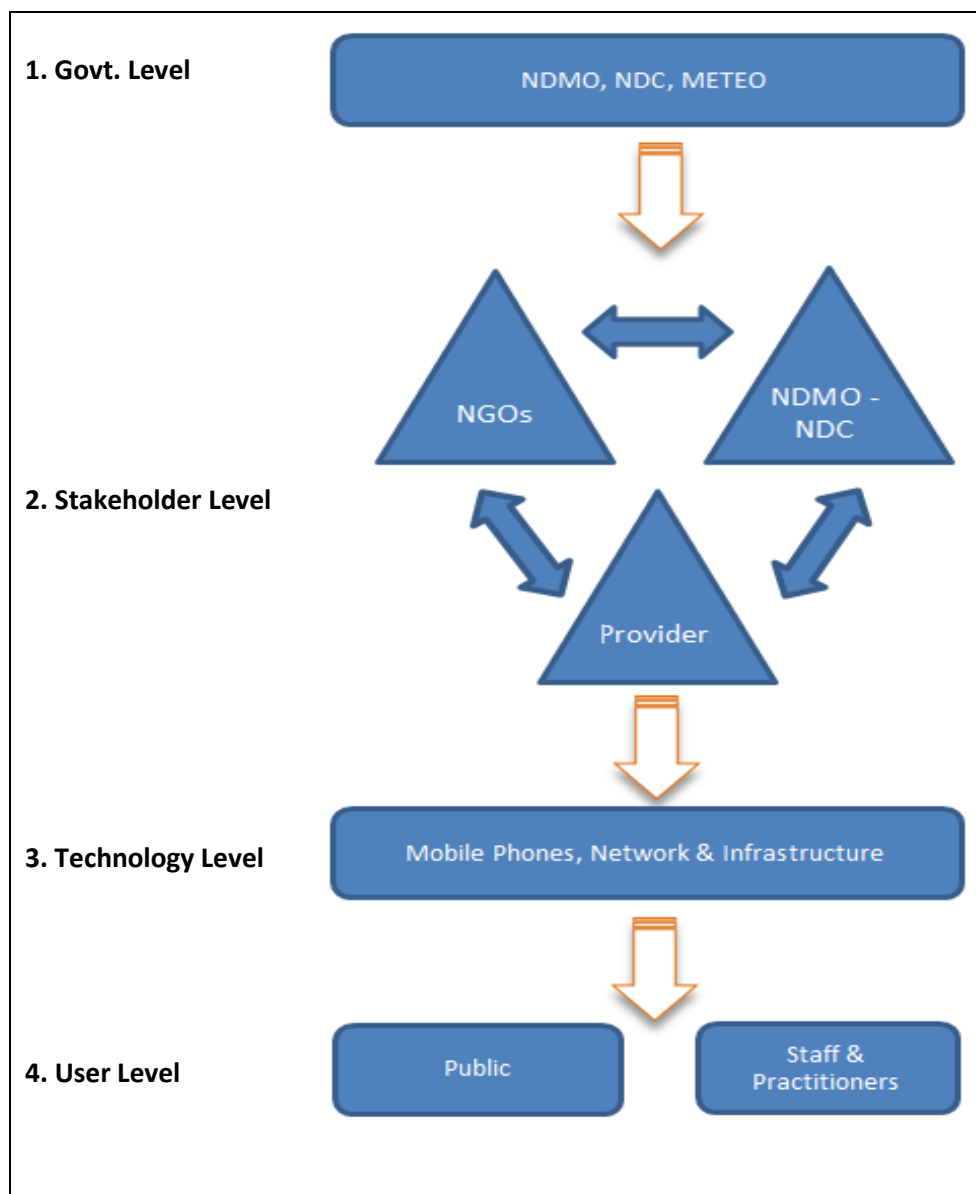 1. Govt. Level
NDMO, NDC, METEO
NGOs
NDMO -
NDC
2. Stakeholder Level
Provider
3. Technology Level
Mobile Phones, Network & Infrastructure
4. User Level
Public
Staff &
Practitioners